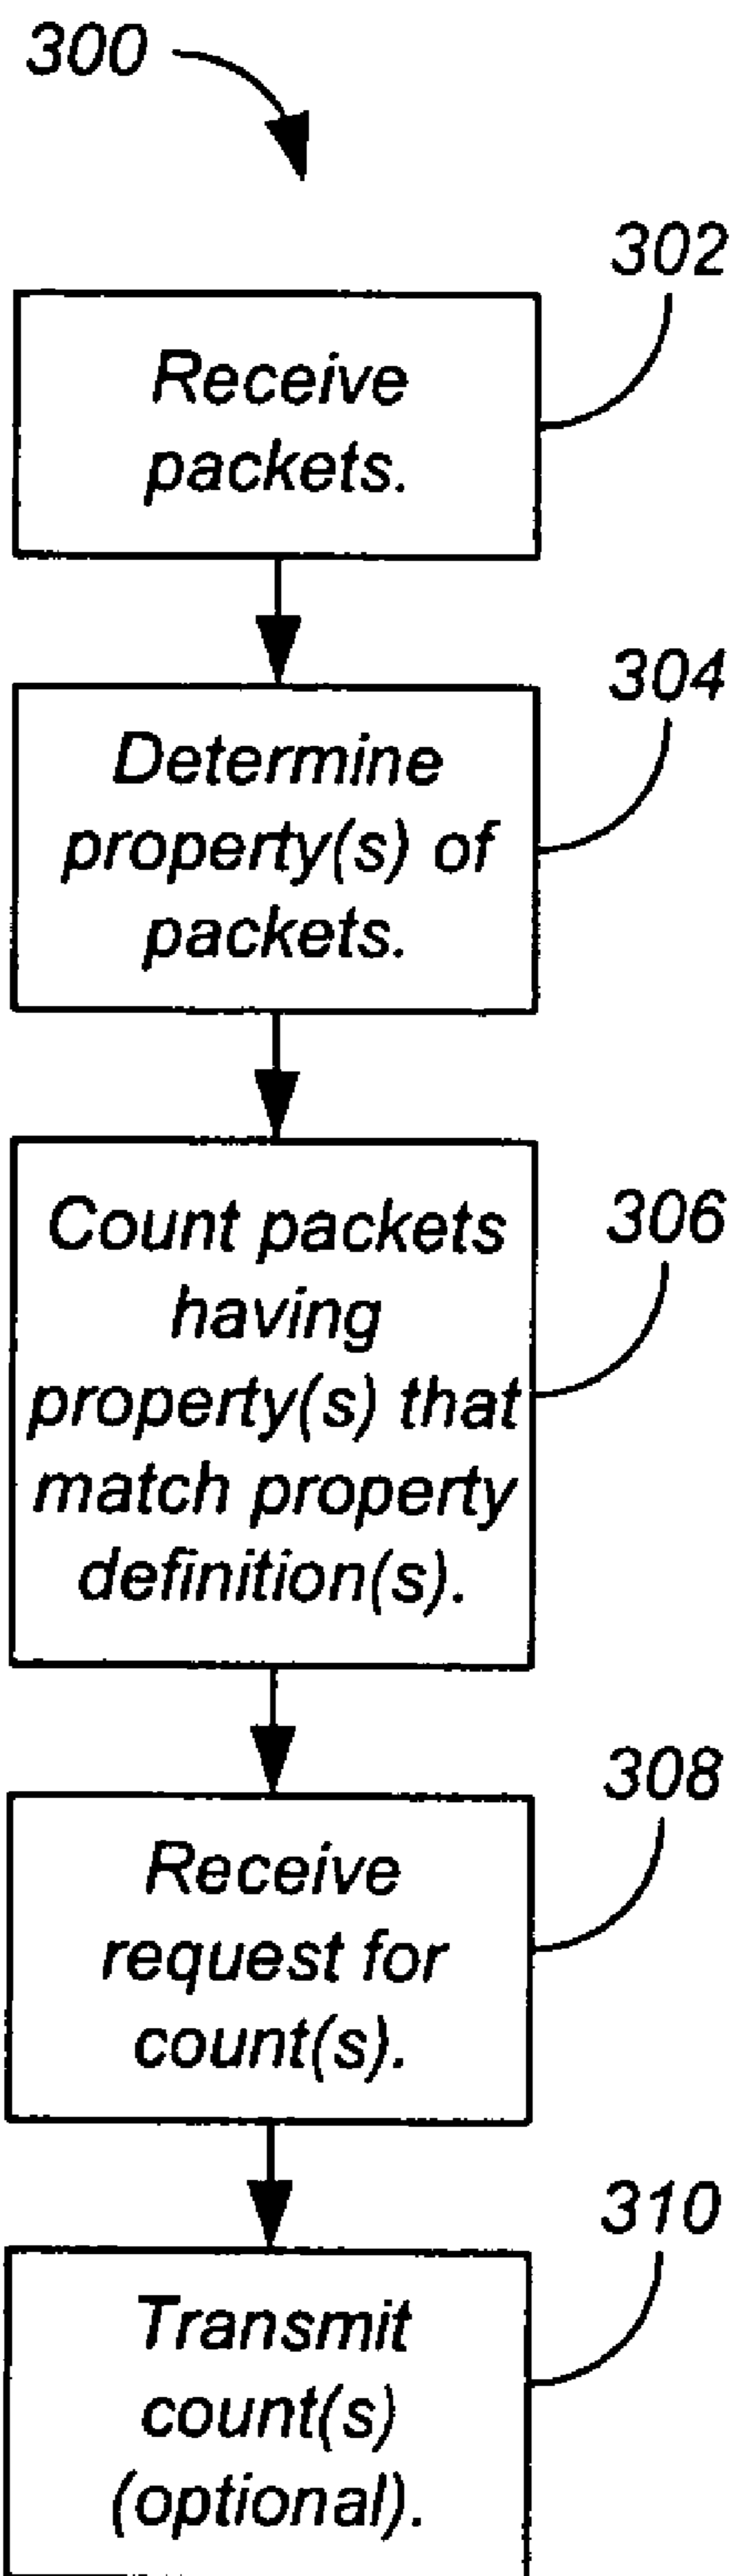 300
302
Receive
packets.
304
Determine
property(s) of
packets.
306
Count packets
having
property(s) that
match property
definition(s).
308
Receive
request for
count(s).
310
Transmit
count(s)
(optional).